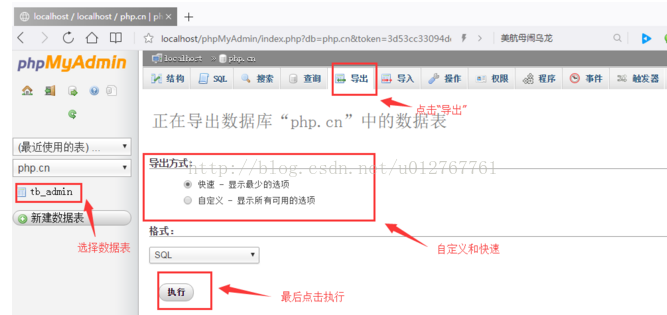 localhost / localhost / php.cn | ph
localhost/phpMyAdmin/index.php?db=php.cn&token=3d53cc33094d
美航母闹乌龙
phpMyAdmin
localhost » php.cn
结构 SQL 搜索 查询 导出 导入 操作 权限 程序 事件 触发器
点击"导出"
正在导出数据库“php.cn”中的数据表
(最近使用的表) ...
php.cn
tb_admin
新建数据表
选择数据表
http://blog.csdn.net/u012767761
导出方式:
快速 - 显示最少的选项
自定义 - 显示所有可用的选项
自定义和快速
格式:
SQL
执行
最后点击执行